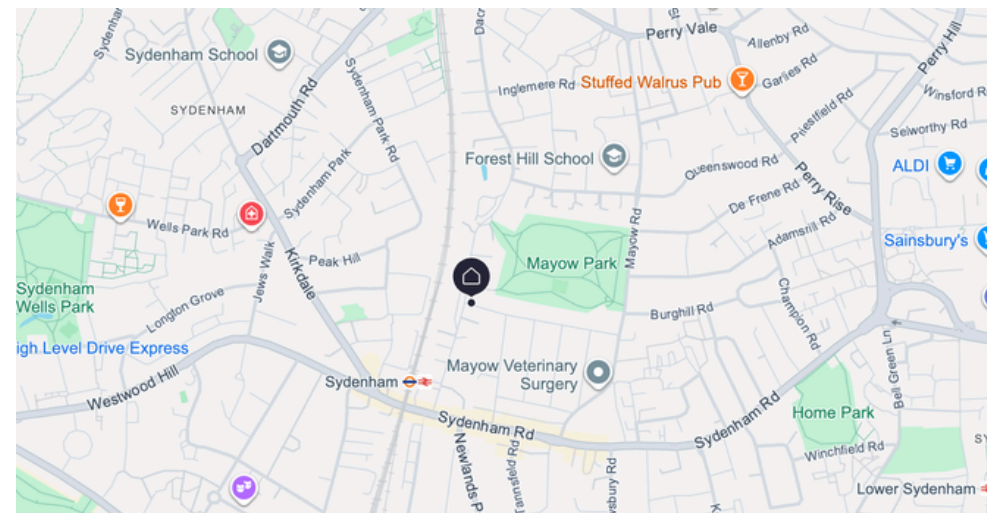 Sydenham
Dacr
St
Perry Vale
Allenby Rd
Perry Hill
Sydenham School
Sydenham Park Rd
Inglemere Rd
Stuffed Walrus Pub
Garlies Rd
Winsford R
SYDENHAM
Dartmouth Rd
Priestfield Rd
Selworthy Rd
Forest Hill School
Queenswood Rd
ALDI
Sydenham Park
De Frene Rd
Perry Rise
Wells Park Rd
Mayow Rd
Adamsrill Rd
Sainsbury's
Jews Walk
Kirkdale
Peak Hill
Mayow Park
Sydenham
Wells Park
Longton Grove
Burghill Rd
Champion Rd
igh Level Drive Express
Bell Green Ln
Westwood Hill
Sydenham
Mayow Veterinary
Surgery
Sydenham Rd
Sydenham Rd
Home Park
Newlands P
Winchfield Rd
SY
Lower Sydenham